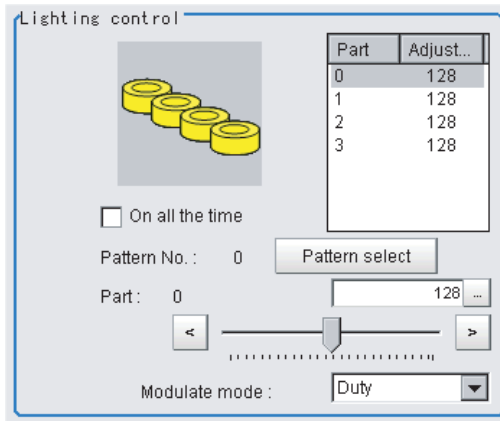 Lighting control
Part Adjust...
0 128
1 128
2 128
3 128
On all the time
Pattern No. : 0 Pattern select
Part : 0 128 ...
< >
Modulate mode : Duty